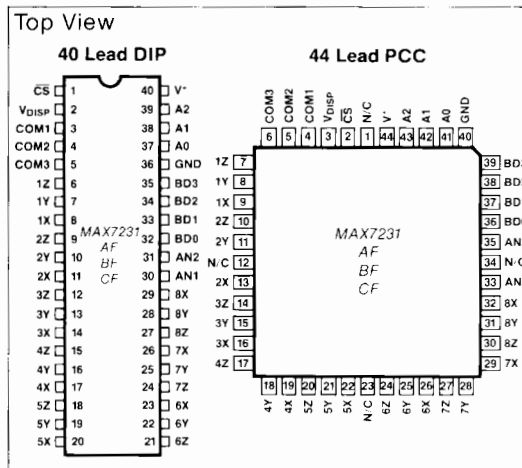 Top View
40 Lead DIP
44 Lead PCC
CS 1 40 V+
VDISP 2 39 A2
COM1 3 38 A1
COM2 4 37 A0
COM3 5 36 GND
1Z 6 35 BD3
1Y 7 34 BD2
1X 8 33 BD1
2Z 9 32 BD0
2Y 10 31 AN2
2X 11 30 AN1
3Z 12 29 8X
3Y 13 28 8Y
3X 14 27 8Z
4Z 15 26 7X
4Y 16 25 7Y
4X 17 24 7Z
5Z 18 23 6X
5Y 19 22 6Y
5X 20 21 6Z
MAX7231
AF
BF
CF
COM3 COM2 COM1 VDISP CS N/C V+ A2 A1 A0 GND
6 5 4 3 2 1 44 43 42 41 40
1Z 7 39
1Y 8 38
1X 9 37
2Z 10 36
2Y 11 35
N/C 12 34
2X 13 33
3Z 14 32 8X
3Y 15 31 8Y
3X 16 30 8Z
4Z 17 29 7X
MAX7231
AF
BF
CF
18 19 20 21 22 23 24 25 26 27 28
4Y 4X 5Z 5Y 5X N/C 6Z 6Y 6X 7Z 7Y